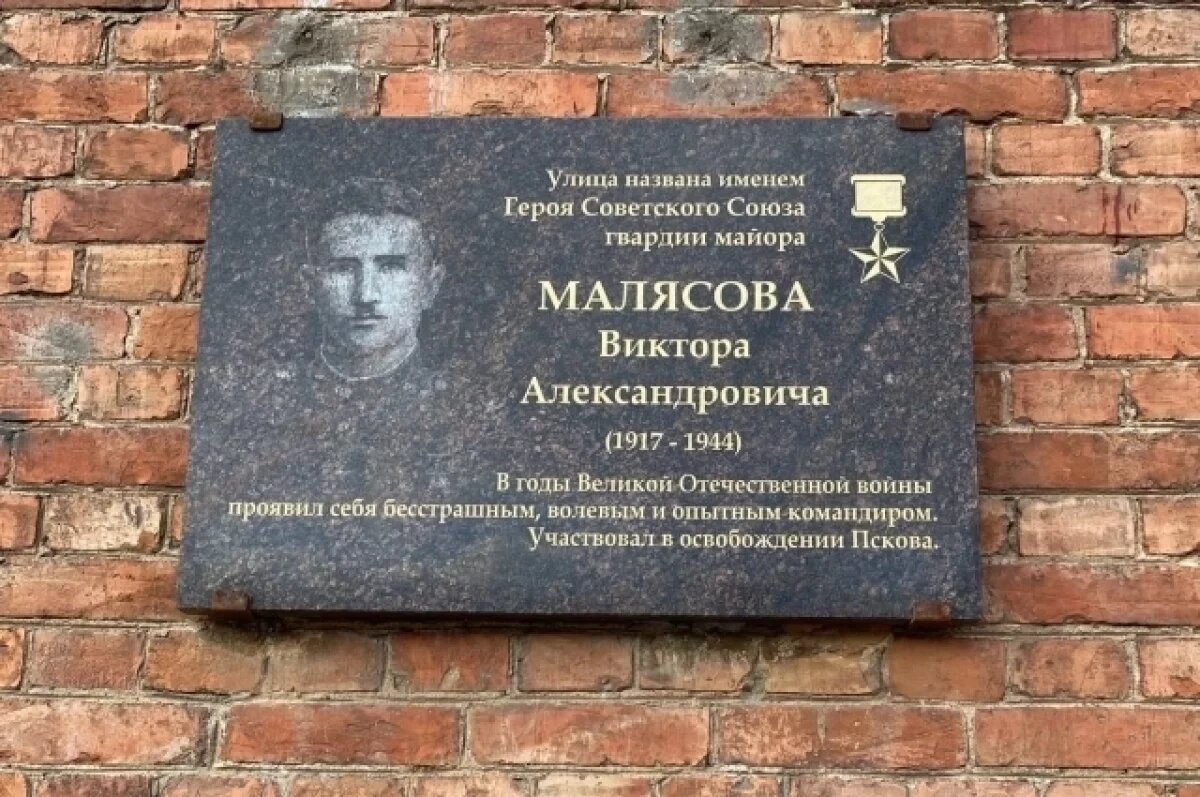 Улица названа именем
Героя Советского Союза
гвардии майора
МАЛЯСОВА
Виктора
Александровича
(1917 - 1944)
В годы Великой Отечественной войны
проявил себя бесстрашным, волевым и опытным командиром.
Участвовал в освобождении Пскова.